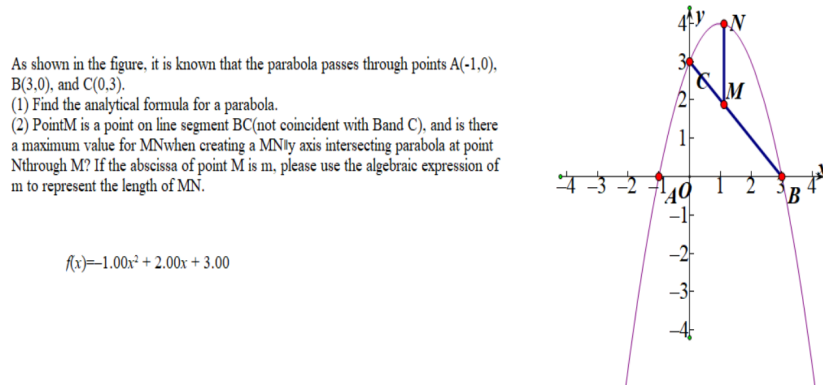 As shown in the figure, it is known that the parabola passes through points A(-1,0),
B(3,0), and C(0,3).
(1) Find the analytical formula for a parabola.
(2) PointM is a point on line segment BC(not coincident with Band C), and is there
a maximum value for MNwhen creating a MN∥y axis intersecting parabola at point
Nthrough M? If the abscissa of point M is m, please use the algebraic expression of
m to represent the length of MN.
f(x)=-1.00x² + 2.00x + 3.00
4 y N
3
C
2 M
1
-4 -3 -2 -1 A O 1 2 3 B 4 x
-1
-2
-3
-4